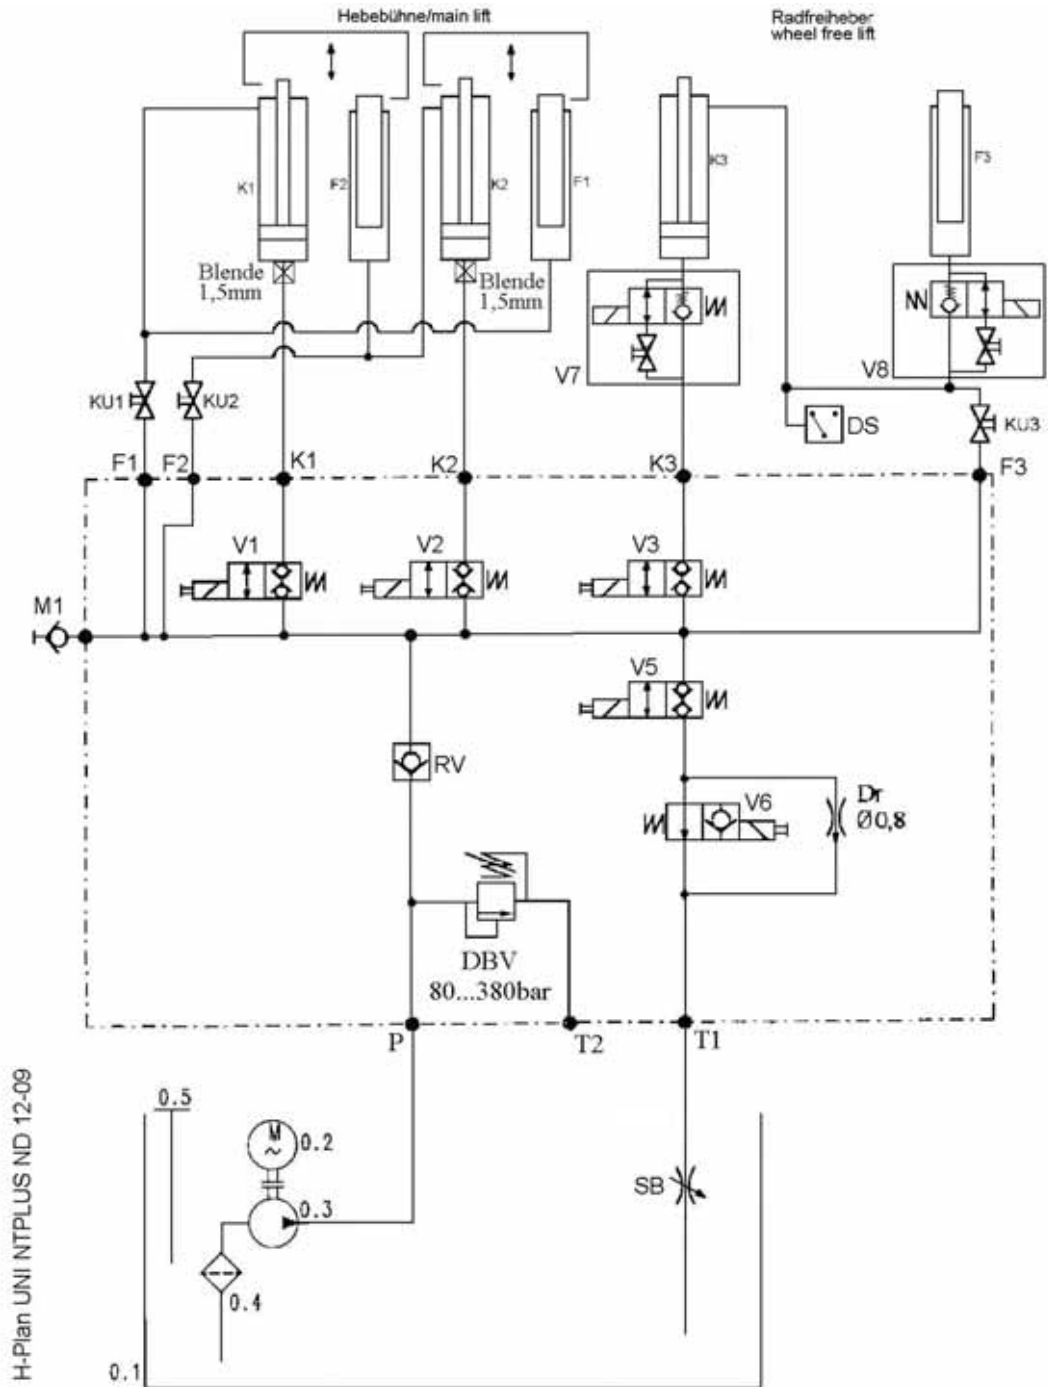 Hebebühne/main lift
Radfreiheber
wheel free lift
K1
F2
K2
F1
K3
F3
Blende
1,5mm
Blende
1,5mm
V7
V8
KU1
KU2
DS
KU3
F1
F2
K1
K2
K3
F3
V1
V2
V3
M1
V5
RV
V6
Dr
Ø0,8
DBV
80...380bar
P
T2
T1
0.5
M
~
0.2
0.3
SB
0.4
0.1
H-Plan UNI NTPLUS ND 12-09